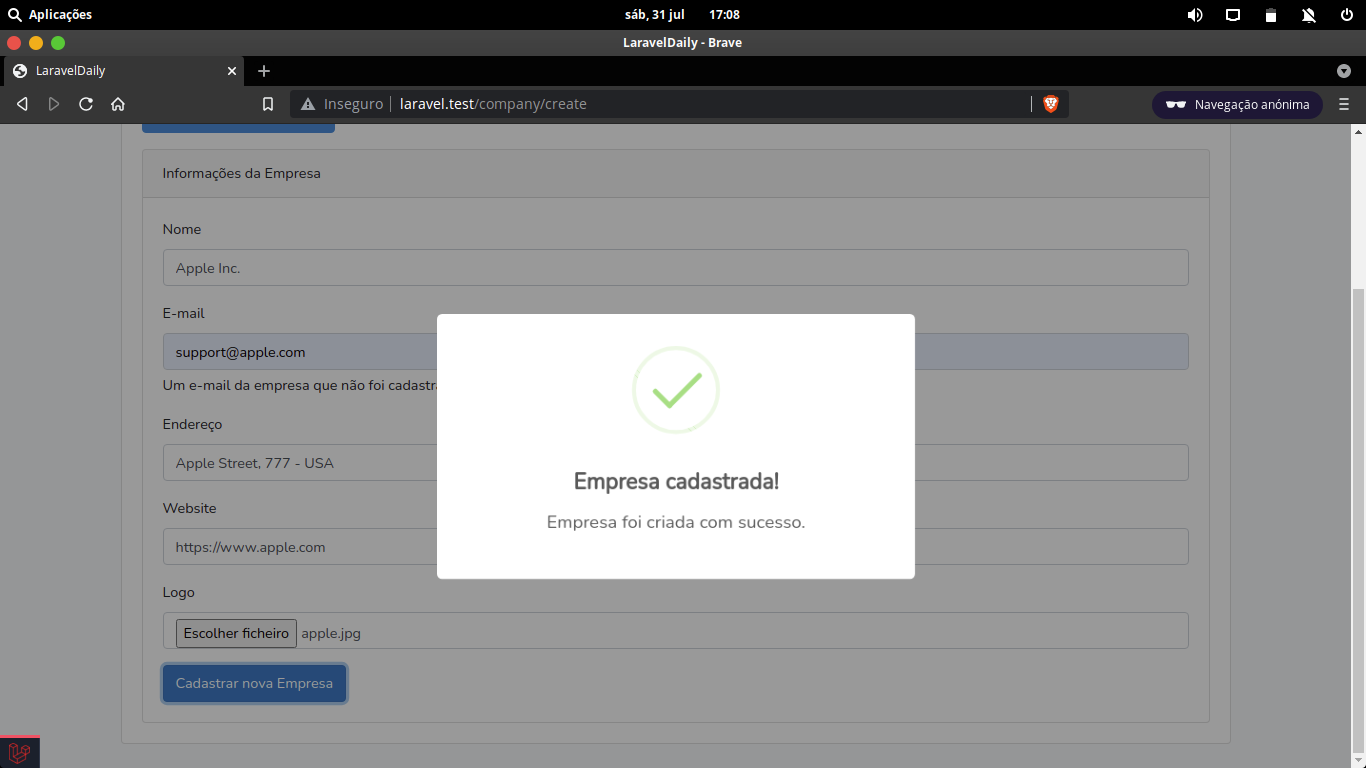 Aplicações
sáb, 31 jul 17:08
LaravelDaily - Brave
LaravelDaily
Inseguro laravel.test/company/create
Navegação anónima
Informações da Empresa
Nome
Apple Inc.
E-mail
support@apple.com
Um e-mail da empresa que não foi
Endereço
Apple Street, 777 - USA
Website
https://www.apple.com
Logo
Escolher ficheiro apple.jpg
Cadastrar nova Empresa
Empresa cadastrada!
Empresa foi criada com sucesso.